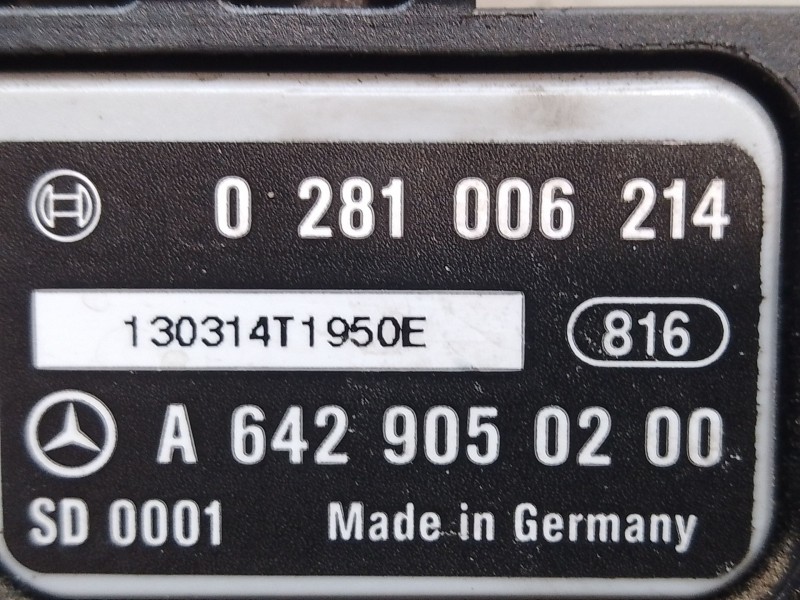 0 281 006 214
130314T1950E
816
A 642 905 02 00
SD 0001
Made in Germany